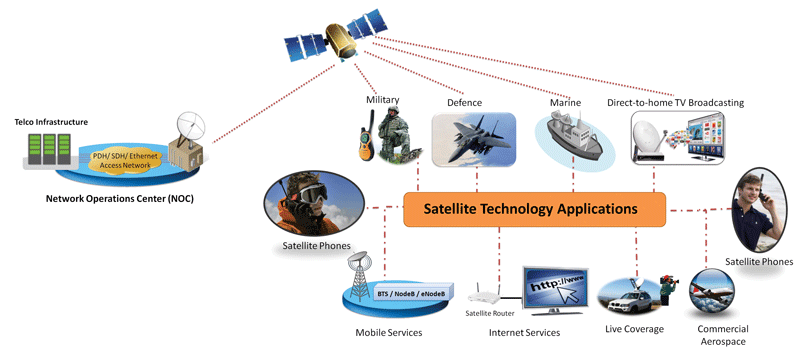 Military
Defence
Marine
Direct-to-home TV Broadcasting
Telco Infrastructure
PDH/ SDH/ Ethernet
Access Network
Network Operations Center (NOC)
Satellite Technology Applications
Satellite Phones
Satellite Phones
BTS / NodeB / eNodeB
http://www
Satellite Router
Mobile Services
Internet Services
Live Coverage
Commercial
Aerospace